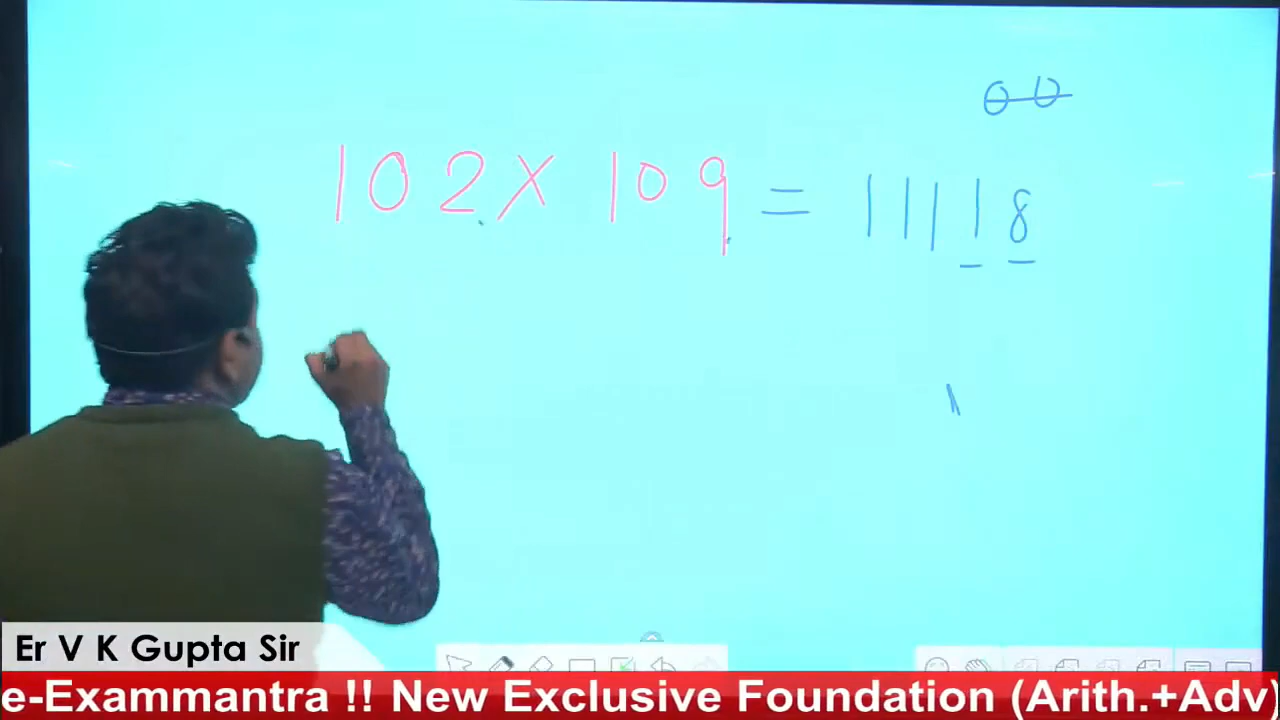 00
102 × 109 = 11118
Er V K Gupta Sir
e-Exammantra !! New Exclusive Foundation (Arith.+Adv)